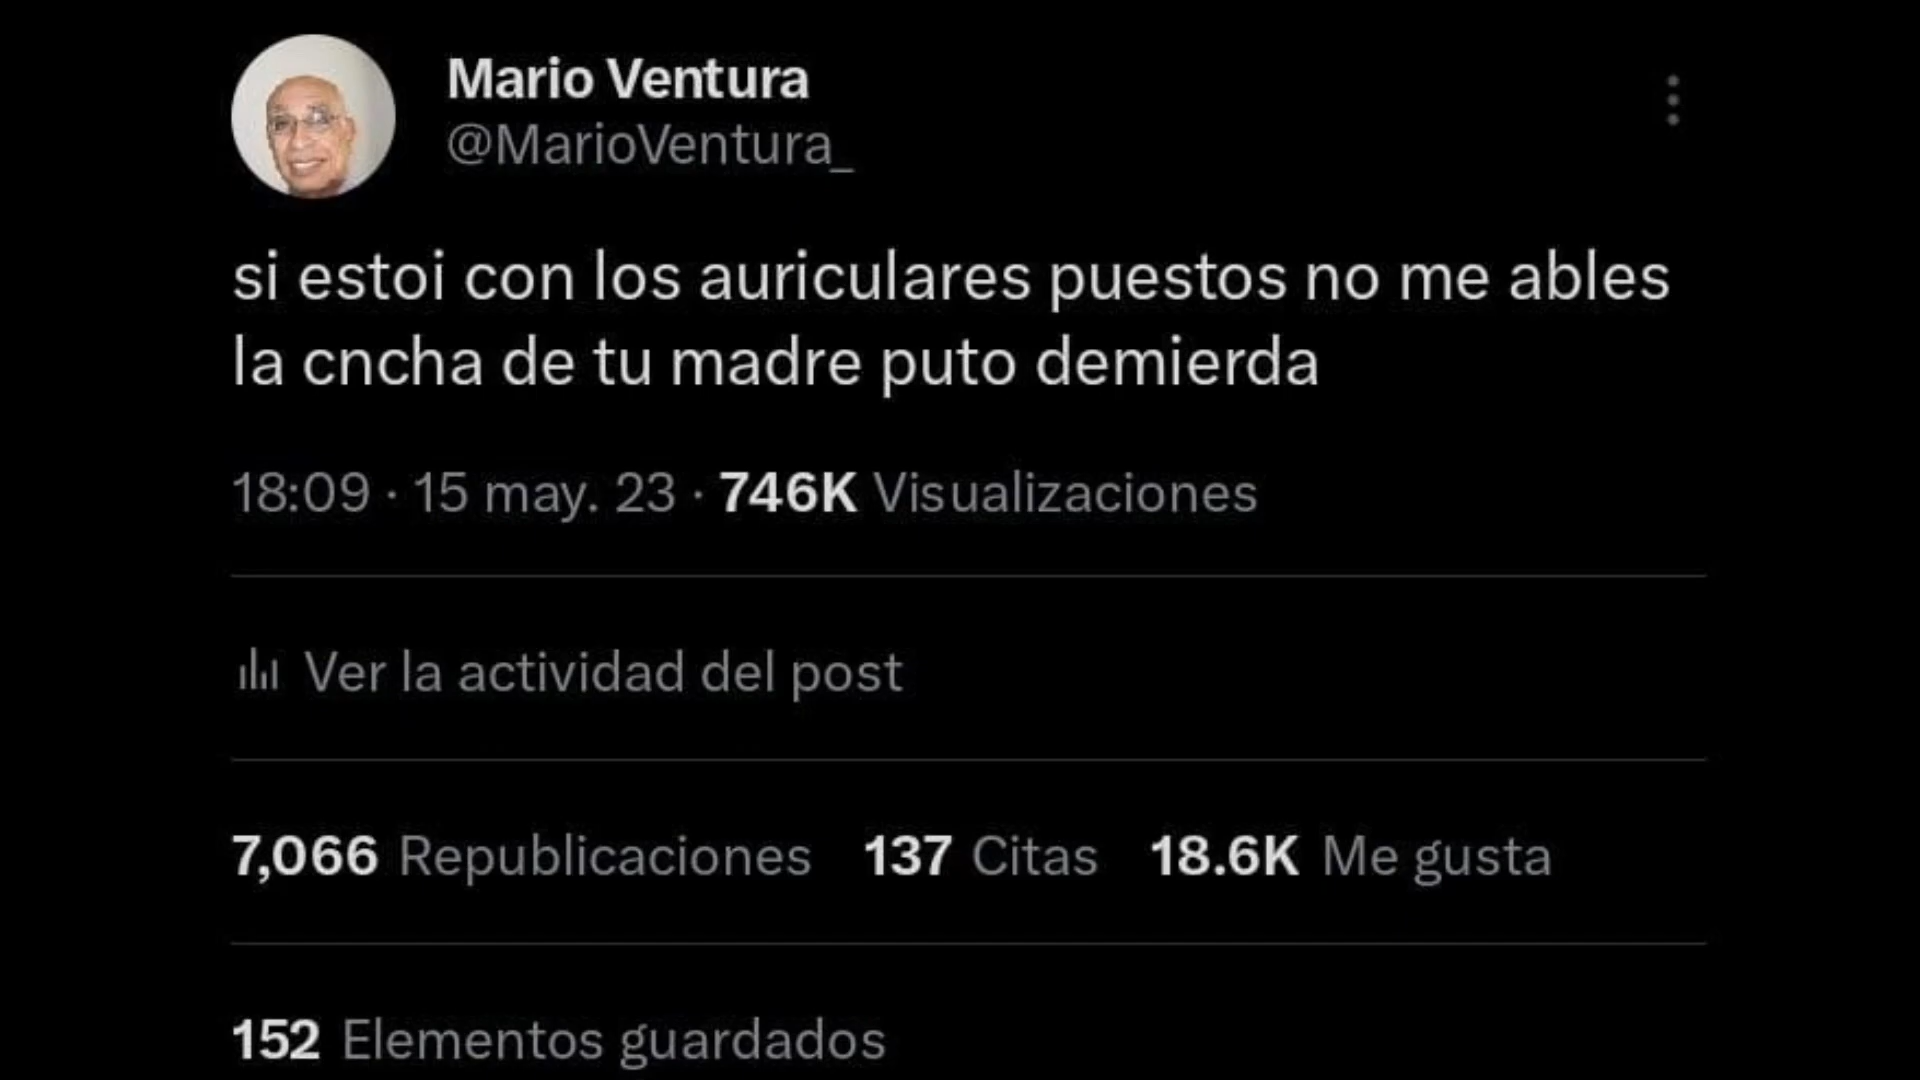 Mario Ventura
@MarioVentura_
si estoi con los auriculares puestos no me ables
la cncha de tu madre puto demierda
18:09 · 15 may. 23 · 746K Visualizaciones
Ver la actividad del post
7,066 Republicaciones 137 Citas 18.6K Me gusta
152 Elementos guardados